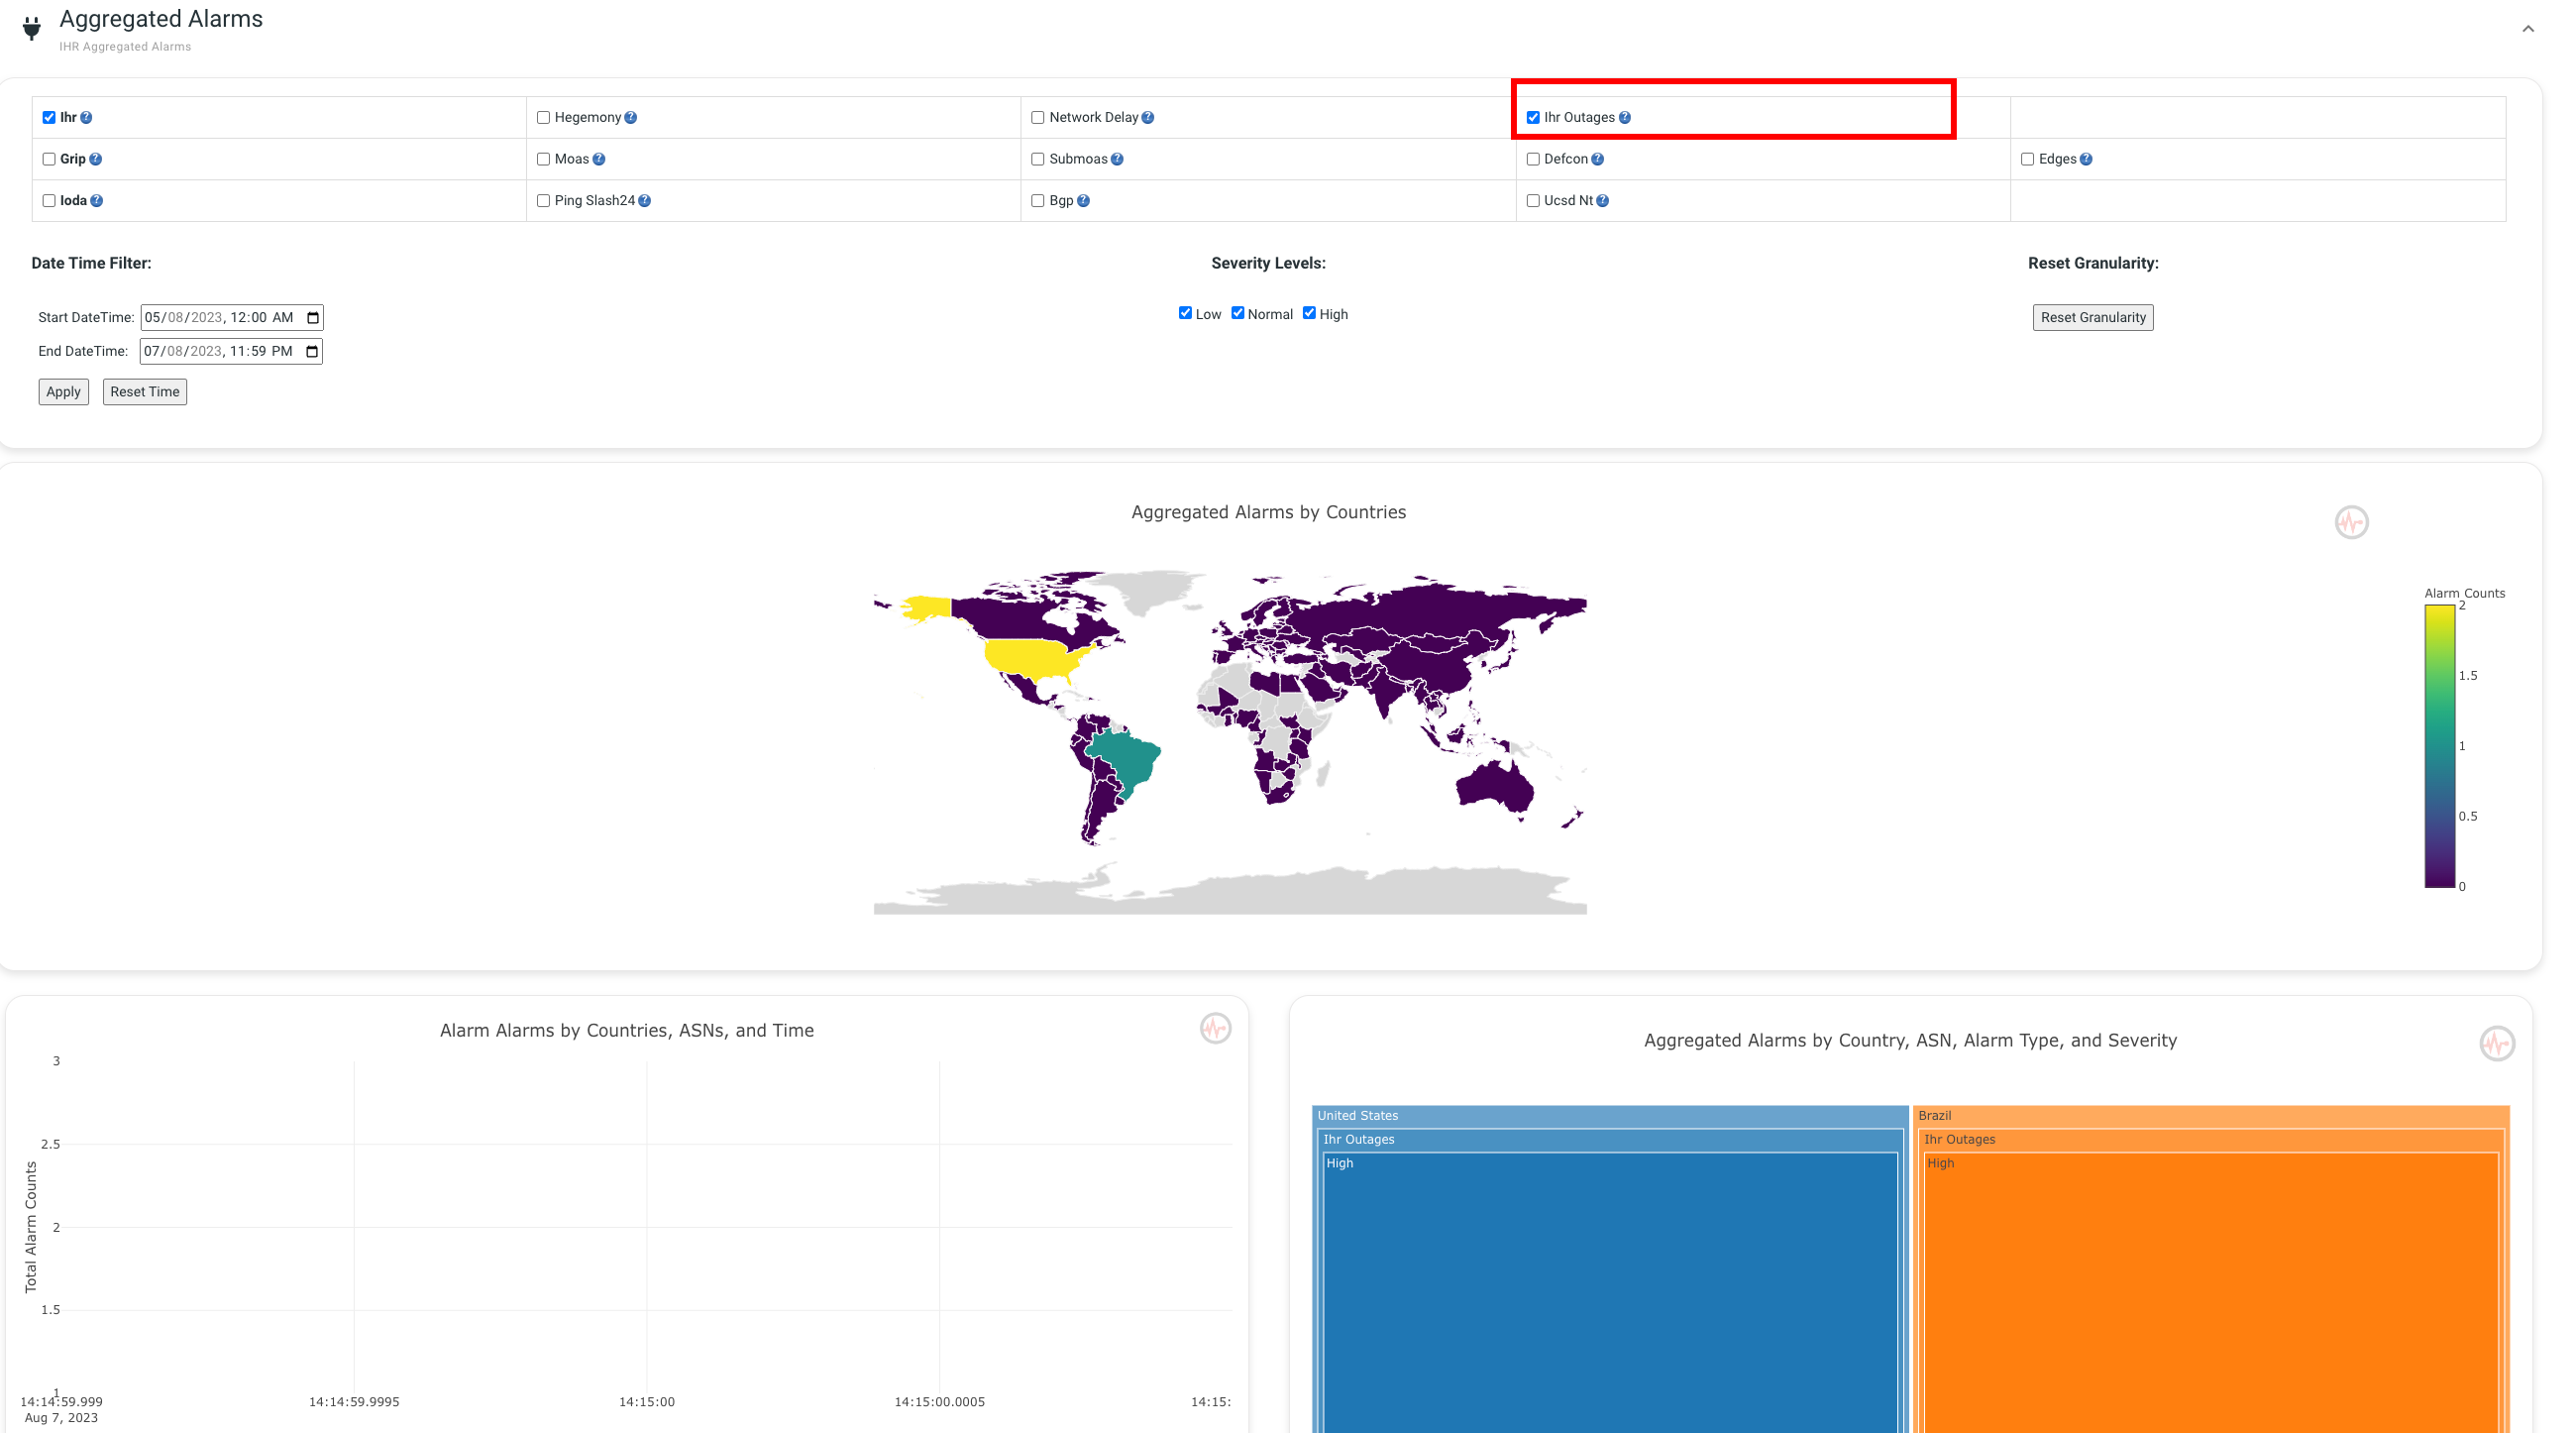 Aggregated Alarms
IHR Aggregated Alarms
Ihr ? Hegemony ? Network Delay ? Ihr Outages ?
Grip ? Moas ? Submoas ? Defcon ? Edges ?
Ioda ? Ping Slash24 ? Bgp ? Ucsd Nt ?
Date Time Filter: Severity Levels: Reset Granularity:
Start DateTime: 05/08/2023, 12:00 AM Low Normal High Reset Granularity
End DateTime: 07/08/2023, 11:59 PM
Apply Reset Time
Aggregated Alarms by Countries
Alarm Counts
2
1.5
1
0.5
0
Alarm Alarms by Countries, ASNs, and Time
Total Alarm Counts
3
2.5
2
1.5
1
14:14:59.999 14:14:59.9995 14:15:00 14:15:00.0005 14:15:
Aug 7, 2023
Aggregated Alarms by Country, ASN, Alarm Type, and Severity
United States
Ihr Outages
High
Brazil
Ihr Outages
High